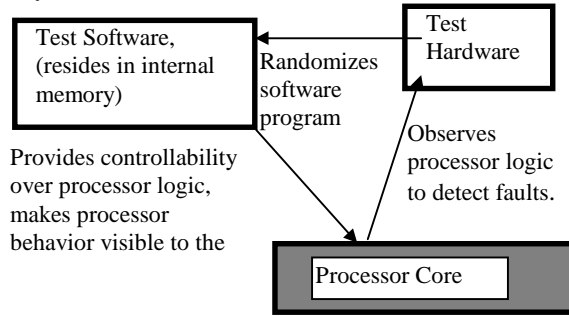 Test Software,
(resides in internal
memory)
Test
Hardware
Randomizes
software
program
Provides controllability
over processor logic,
makes processor
behavior visible to the
Observes
processor logic
to detect faults.
Processor Core